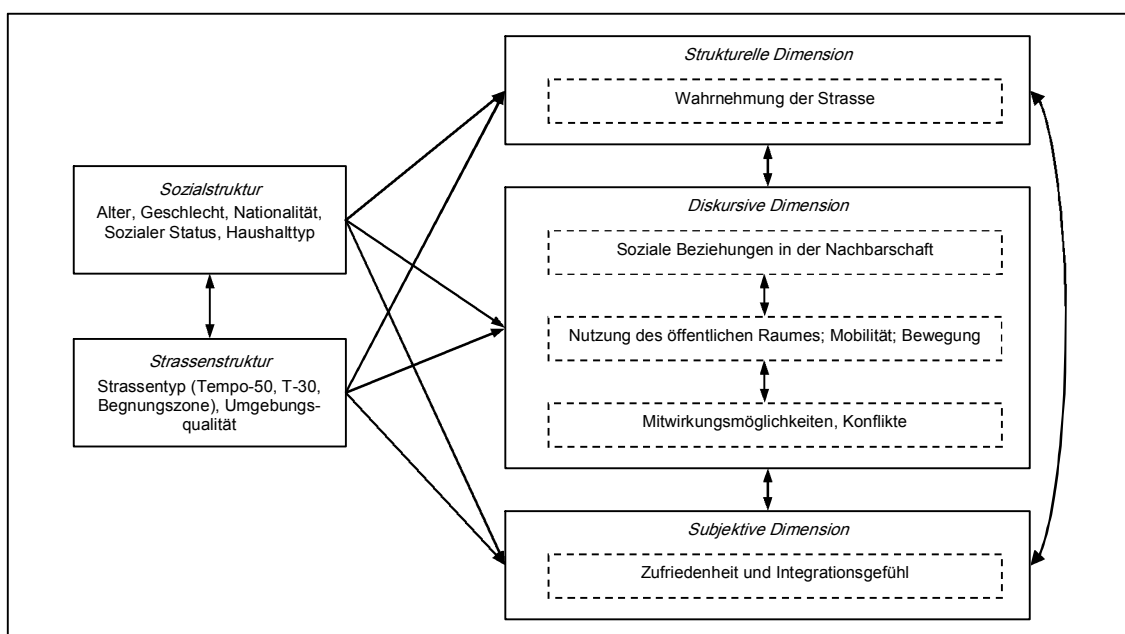 Strukturelle Dimension
Wahrnehmung der Strasse
Sozialstruktur
Alter, Geschlecht, Nationalität,
Sozialer Status, Haushalttyp
Diskursive Dimension
Soziale Beziehungen in der Nachbarschaft
Nutzung des öffentlichen Raumes; Mobilität; Bewegung
Mitwirkungsmöglichkeiten, Konflikte
Strassenstruktur
Strassentyp (Tempo-50, T-30,
Begnungszone), Umgebungs-
qualität
Subjektive Dimension
Zufriedenheit und Integrationsgefühl